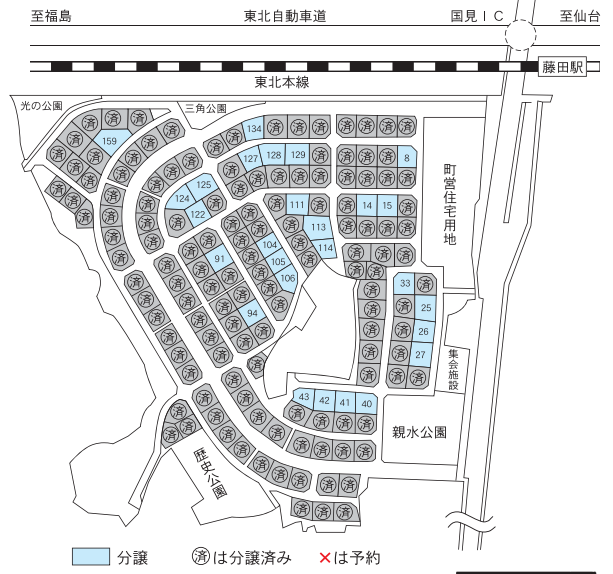 至福島 東北自動車道 国見ＩＣ 至仙台
藤田駅
東北本線
光の公園 三角公園
134
159
127 128 129 8
125
124
122
111 14 15
113
114
104
105
106
91
94
33
25
26
27
43 42 41 40
町営住宅用地
集会施設
親水公園
歴史公園
分譲 済は分譲済み ×は予約